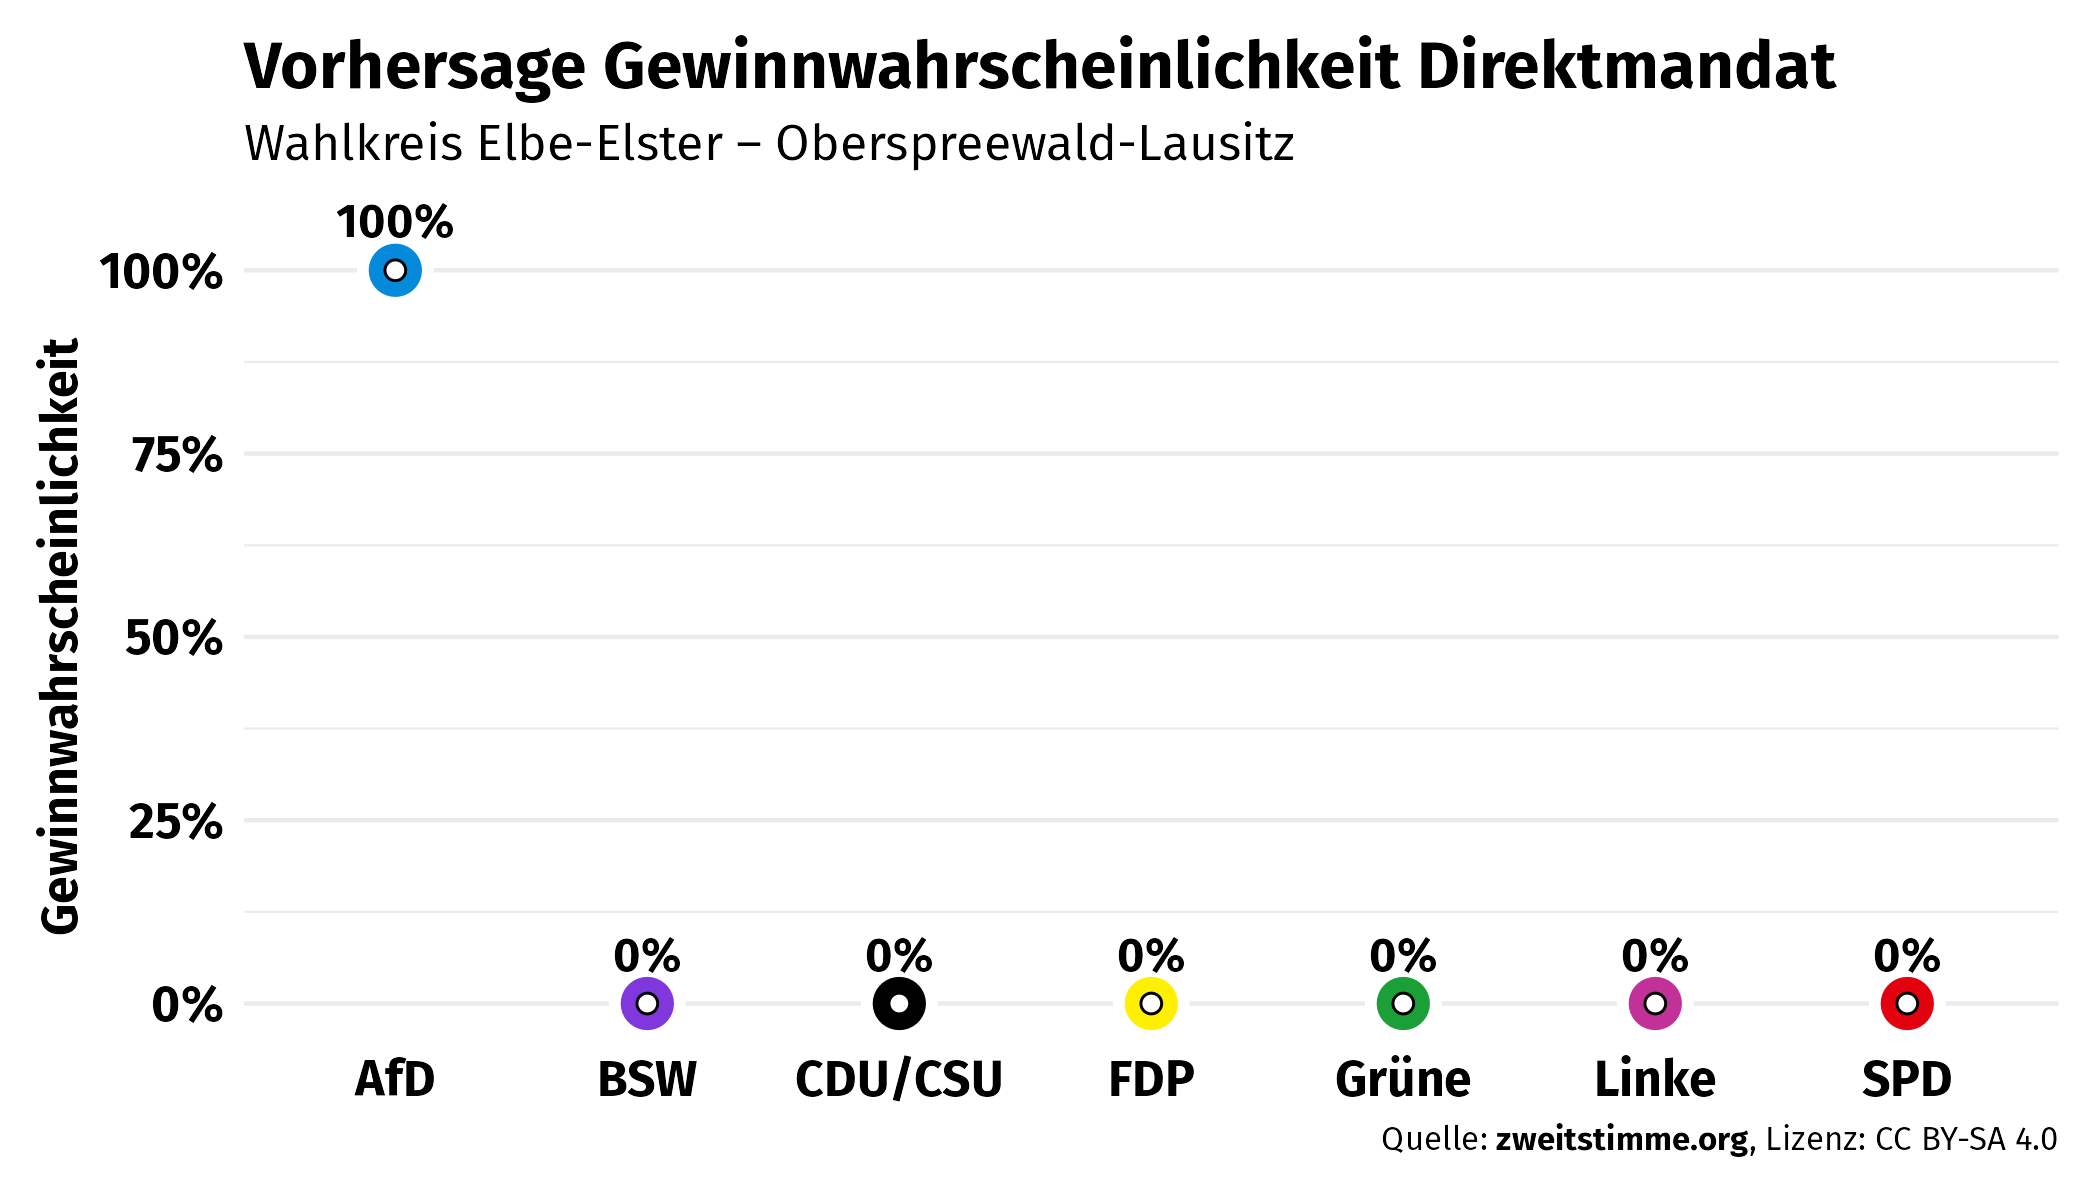 Vorhersage Gewinnwahrscheinlichkeit Direktmandat
Wahlkreis Elbe-Elster – Oberspreewald-Lausitz
100%
100%
Gewinnwahrscheinlichkeit
75%
50%
25%
0% 0% 0% 0% 0% 0%
0%
AfD BSW CDU/CSU FDP Grüne Linke SPD
Quelle: zweitstimme.org, Lizenz: CC BY-SA 4.0